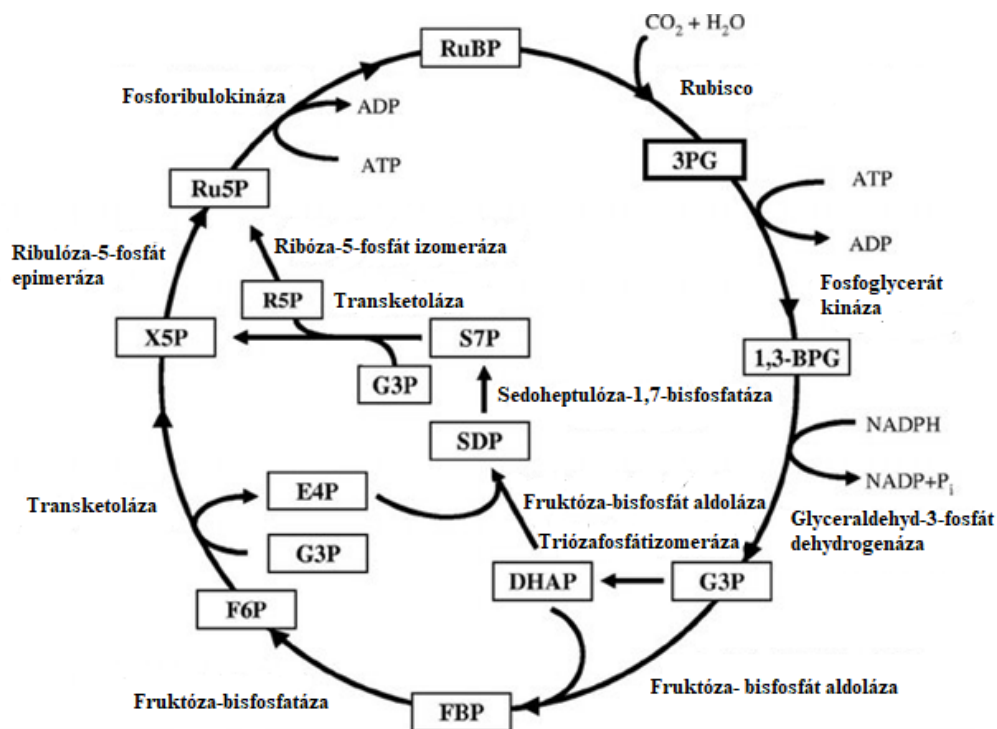 CO₂ + H₂O
RuBP
Rubisco
Fosforibulokináza
ADP
ATP
3PG
ATP
ADP
Ru5P
Ribulóza-5-fosfát
epimeráza
Ribóza-5-fosfát izomeráza
R5P
Transketoláza
Fosfoglycerát
kináza
X5P
S7P
1,3-BPG
G3P
Sedoheptulóza-1,7-bisfosfatáza
SDP
NADPH
NADP+Pᵢ
E4P
Transketoláza
Fruktóza-bisfosfát aldoláza
Glyceraldehyd-3-fosfát
dehydrogenáza
G3P
Triózafosfátizomeráza
DHAP
G3P
F6P
Fruktóza-bisfosfatáza
FBP
Fruktóza- bisfosfát aldoláza